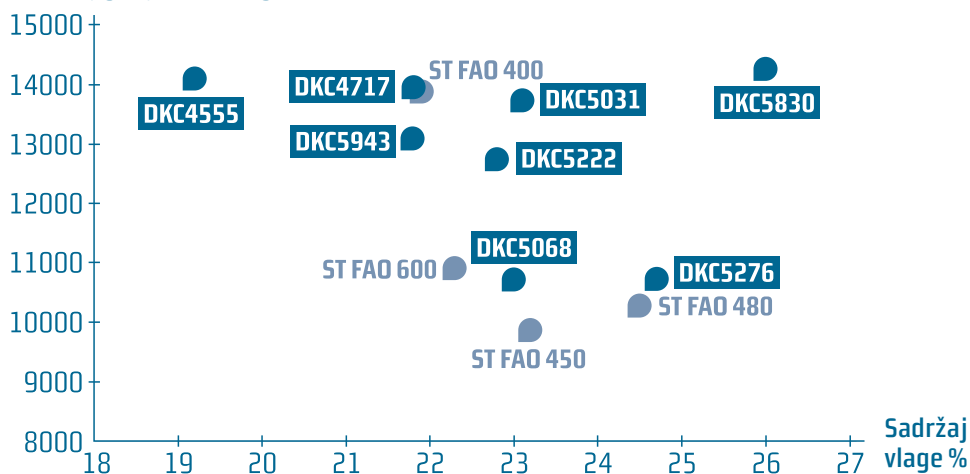 15000
14000
13000
12000
11000
10000
9000
8000
ST FAO 400
DKC4717
DKC5031
DKC4555
DKC5830
DKC5943
DKC5222
DKC5068
ST FAO 600
DKC5276
ST FAO 480
ST FAO 450
18 19 20 21 22 23 24 25 26 27
Sadržaj
vlage %